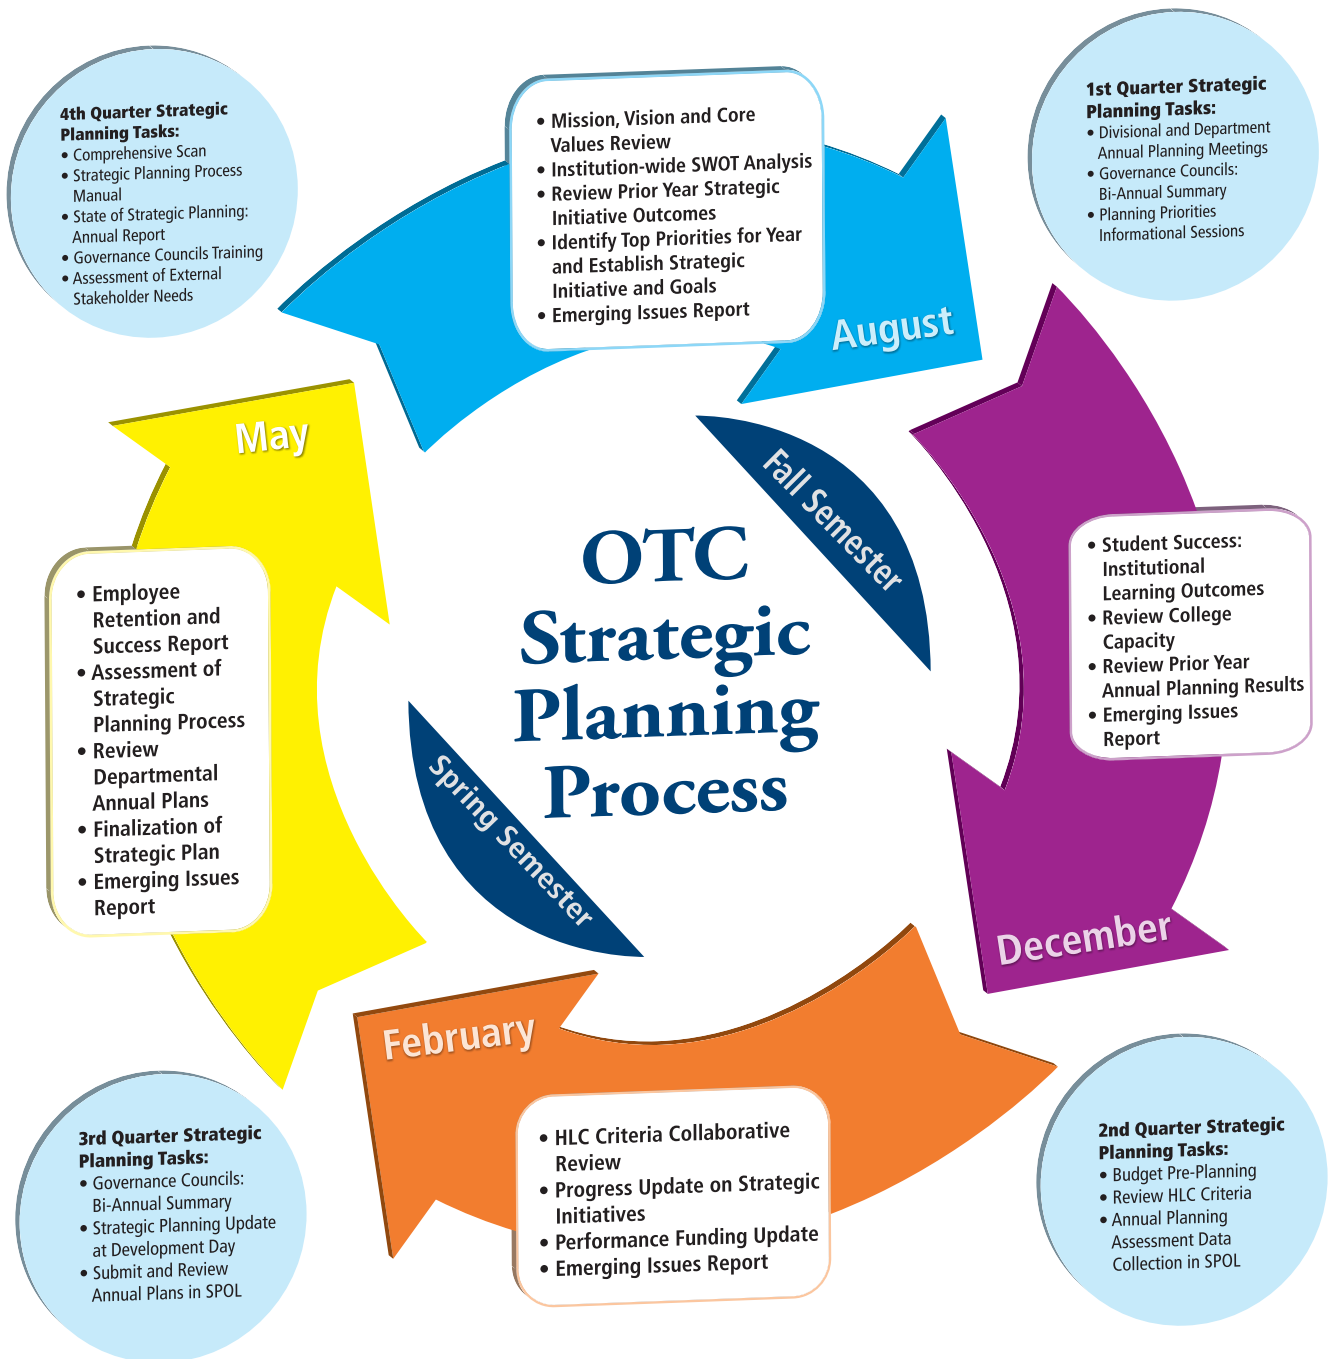 4th Quarter Strategic
Planning Tasks:
• Comprehensive Scan
• Strategic Planning Process
Manual
• State of Strategic Planning:
Annual Report
• Governance Councils Training
• Assessment of External
Stakeholder Needs
• Mission, Vision and Core
Values Review
• Institution-wide SWOT Analysis
• Review Prior Year Strategic
Initiative Outcomes
• Identify Top Priorities for Year
and Establish Strategic
Initiative and Goals
• Emerging Issues Report
August
1st Quarter Strategic
Planning Tasks:
• Divisional and Department
Annual Planning Meetings
• Governance Councils:
Bi-Annual Summary
• Planning Priorities
Informational Sessions
May
Fall Semester
OTC
Strategic
Planning
Process
Spring Semester
• Employee
Retention and
Success Report
• Assessment of
Strategic
Planning Process
• Review
Departmental
Annual Plans
• Finalization of
Strategic Plan
• Emerging Issues
Report
• Student Success:
Institutional
Learning Outcomes
• Review College
Capacity
• Review Prior Year
Annual Planning Results
• Emerging Issues
Report
December
February
• HLC Criteria Collaborative
Review
• Progress Update on Strategic
Initiatives
• Performance Funding Update
• Emerging Issues Report
3rd Quarter Strategic
Planning Tasks:
• Governance Councils:
Bi-Annual Summary
• Strategic Planning Update
at Development Day
• Submit and Review
Annual Plans in SPOL
2nd Quarter Strategic
Planning Tasks:
• Budget Pre-Planning
• Review HLC Criteria
• Annual Planning
Assessment Data
Collection in SPOL